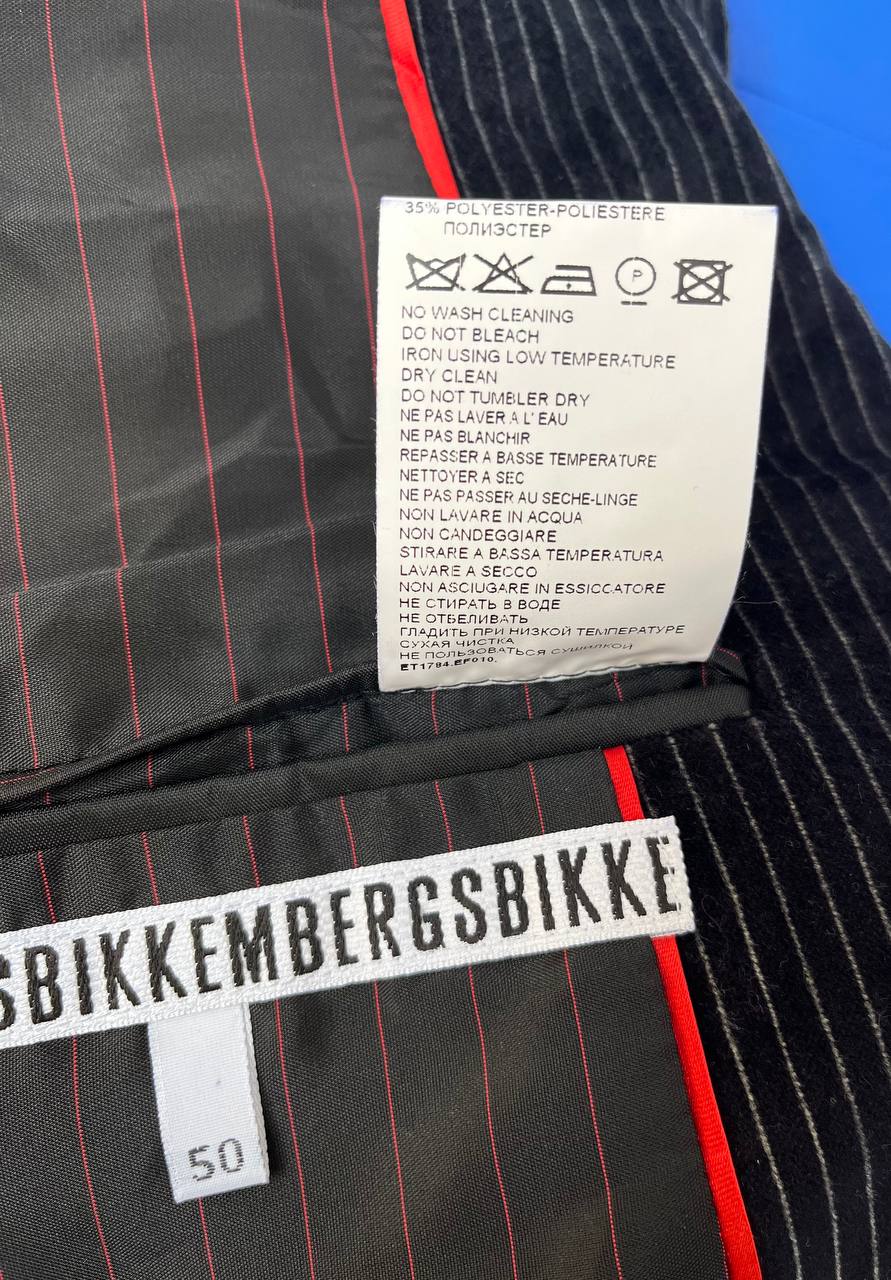 35% POLYESTER-POLIESTERE
ПОЛИЭСТЕР
P
NO WASH CLEANING
DO NOT BLEACH
IRON USING LOW TEMPERATURE
DRY CLEAN
DO NOT TUMBLER DRY
NE PAS LAVER A L' EAU
NE PAS BLANCHIR
REPASSER A BASSE TEMPERATURE
NETTOYER A SEC
NE PAS PASSER AU SECHE-LINGE
NON LAVARE IN ACQUA
NON CANDEGGIARE
STIRARE A BASSA TEMPERATURA
LAVARE A SECCO
NON ASCIUGARE IN ESSICCATORE
НЕ СТИРАТЬ В ВОДЕ
НЕ ОТБЕЛИВАТЬ
ГЛАДИТЬ ПРИ НИЗКОЙ ТЕМПЕРАТУРЕ
СУХАЯ ЧИСТКА
НЕ ПОЛЬЗОВАТЬСЯ СУШИЛКОЙ
ET1784.EF010.
SBIKKEMBERGSBIKKE
50